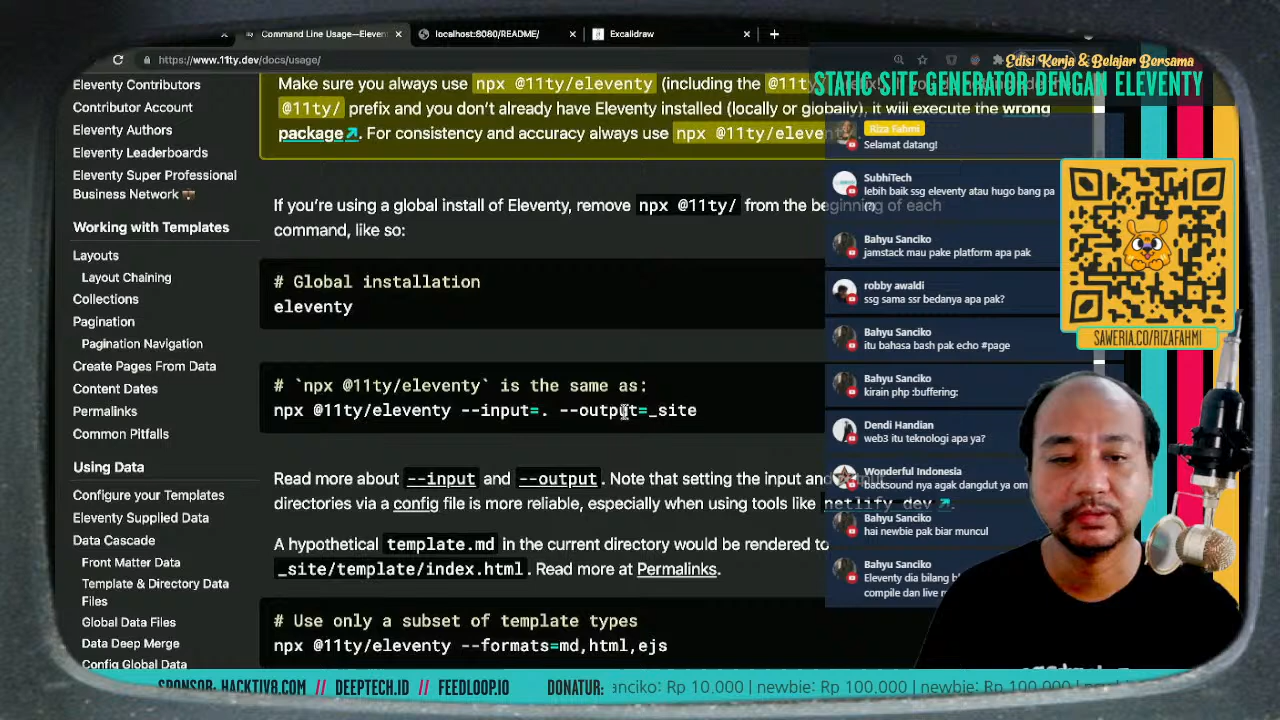 Command Line Usage—Eleven
localhost:8080/README/
Excalidraw
https://www.11ty.dev/docs/usage/
Edisi Kerja & Belajar Bersama
STATIC SITE GENERATOR DENGAN ELEVENTY
Eleventy Contributors
Contributor Account
Eleventy Authors
Eleventy Leaderboards
Eleventy Super Professional
Business Network
Working with Templates
Layouts
Layout Chaining
Collections
Pagination
Pagination Navigation
Create Pages From Data
Content Dates
Permalinks
Common Pitfalls
Using Data
Configure your Templates
Eleventy Supplied Data
Data Cascade
Front Matter Data
Template & Directory Data
Files
Global Data Files
Data Deep Merge
Config Global Data
Make sure you always use npx @11ty/eleventy (including the @11ty
@11ty/ prefix and you don’t already have Eleventy installed (locally or globally), it will execute the wrong
package↗. For consistency and accuracy always use npx @11ty/eleven
If you’re using a global install of Eleventy, remove npx @11ty/ from the beginning of each
command, like so:
# Global installation
eleventy
# `npx @11ty/eleventy` is the same as:
npx @11ty/eleventy --input=. --output=_site
Read more about --input and --output. Note that setting the input and output
directories via a config file is more reliable, especially when using tools like netlify dev↗.
A hypothetical template.md in the current directory would be rendered to
_site/template/index.html. Read more at Permalinks.
# Use only a subset of template types
npx @11ty/eleventy --formats=md,html,ejs
Riza Fahmi
Selamat datang!
SubhiTech
lebih baik ssg eleventy atau hugo bang pa
(?)
Bahyu Sanciko
jamstack mau pake platform apa pak
robby awaldi
ssg sama ssr bedanya apa pak?
Bahyu Sanciko
itu bahasa bash pak echo #page
Bahyu Sanciko
kirain php :buffering:
Dendi Handian
web3 itu teknologi apa ya?
Wonderful Indonesia
backsound nya agak dangdut ya om
Bahyu Sanciko
hai newbie pak biar muncul
Bahyu Sanciko
Eleventy dia bilang b
compile dan live
SAWERIA.CO/RIZAFAHMI
SPONSOR: HACKTIV8.COM // DEEPTECH.ID // FEEDLOOP.IO
DONATUR: anciko: Rp 10.000 | newbie: Rp 100.000 | newbie: Rp 100.000